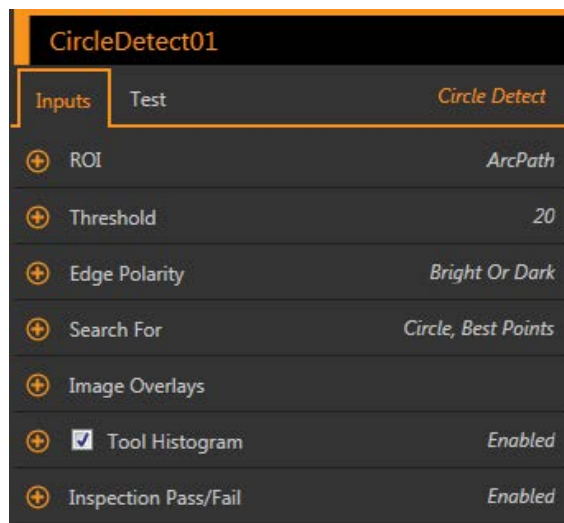 CircleDetect01
Inputs Test Circle Detect
ROI ArcPath
Threshold 20
Edge Polarity Bright Or Dark
Search For Circle, Best Points
Image Overlays
Tool Histogram Enabled
Inspection Pass/Fail Enabled